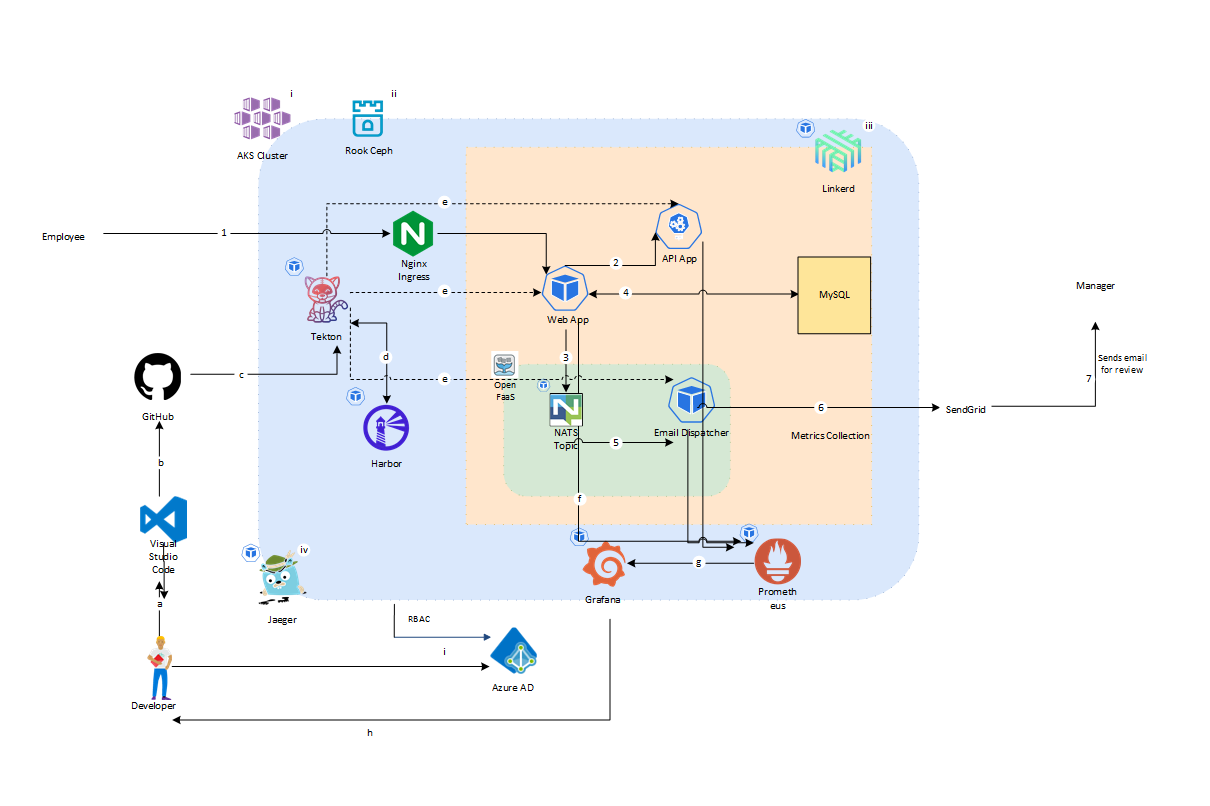 i
ii
iii
AKS Cluster
Rook Ceph
Linkerd
e
Employee
1
N
Nginx
Ingress
API App
2
e
4
MySQL
Manager
Web App
Tekton
d
3
c
e
Open
FaaS
Sends email
for review
7
GitHub
N
NATS
Topic
Email Dispatcher
6
SendGrid
Metrics Collection
5
Harbor
b
f
Visual
Studio
Code
iv
g
Prometh
eus
Grafana
a
Jaeger
RBAC
i
Azure AD
Developer
h